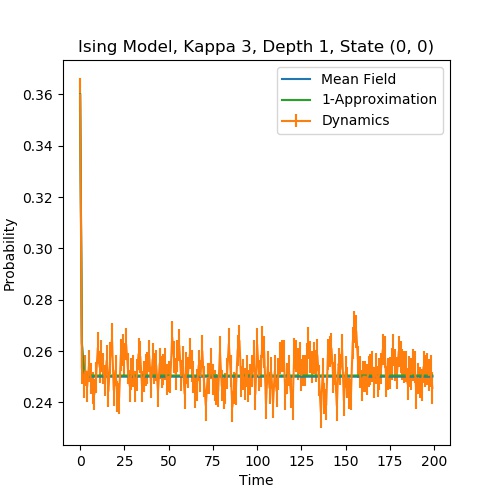 Ising Model, Kappa 3, Depth 1, State (0, 0)
Mean Field
1-Approximation
Dynamics
Probability
0.36
0.34
0.32
0.30
0.28
0.26
0.24
0 25 50 75 100 125 150 175 200
Time